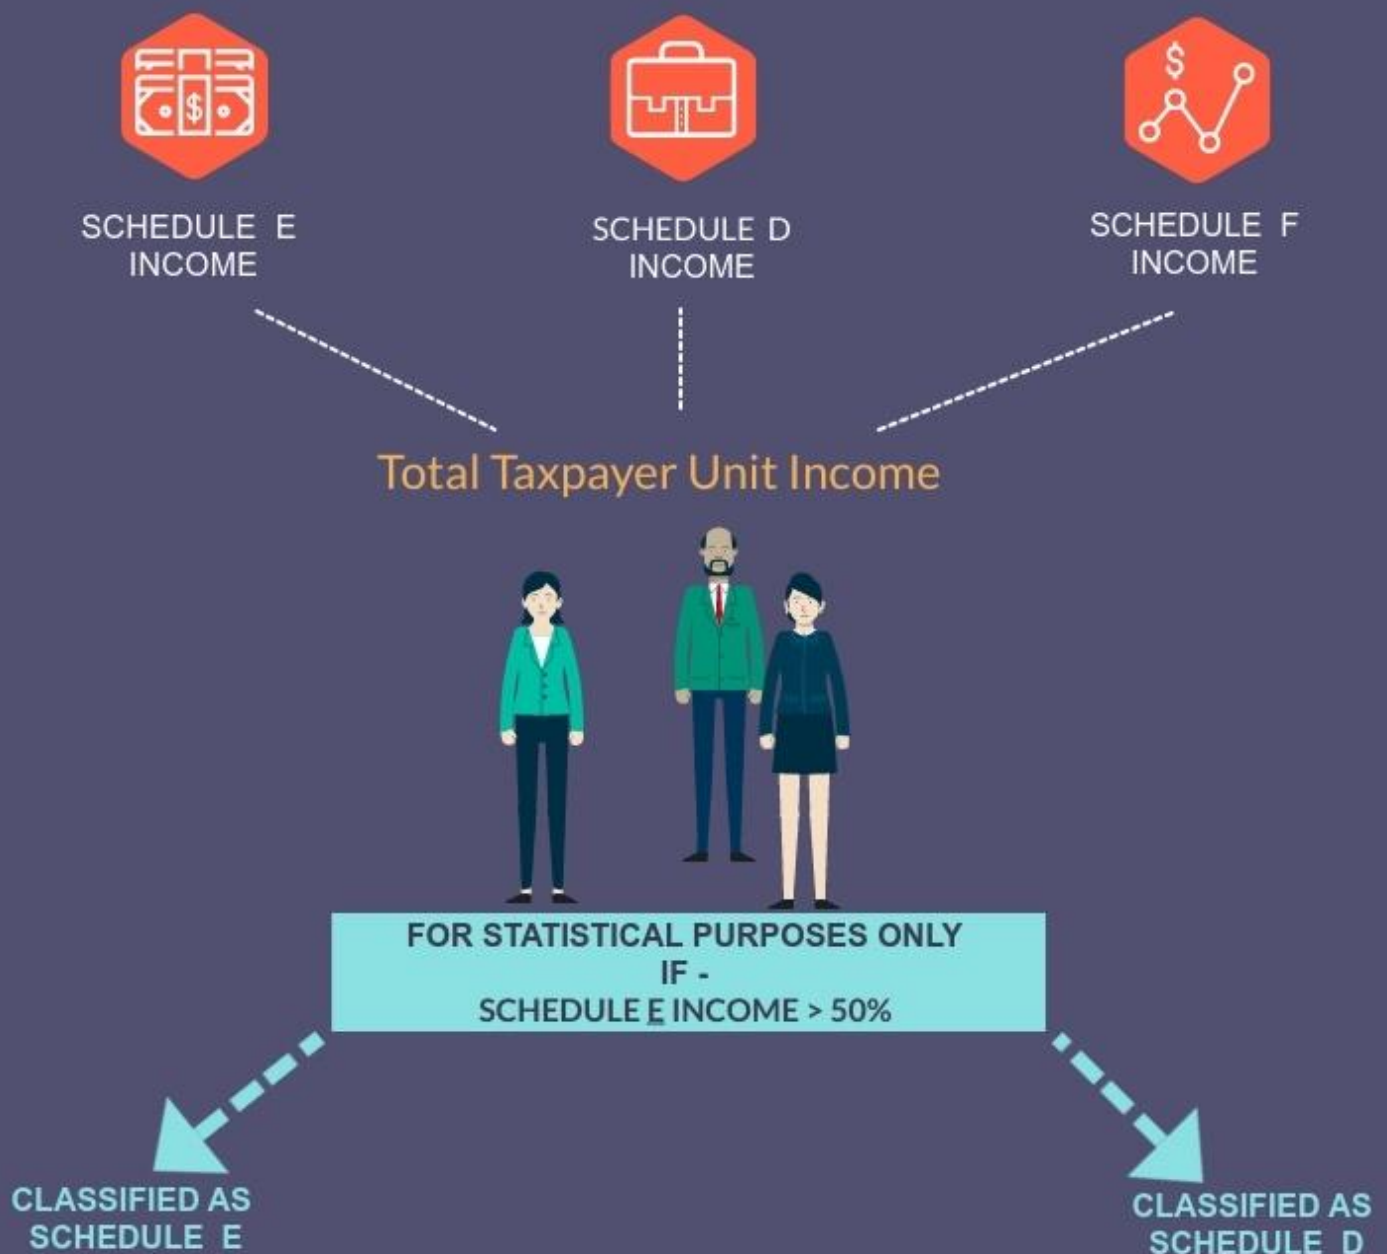 SCHEDULE E
INCOME
SCHEDULE D
INCOME
SCHEDULE F
INCOME
Total Taxpayer Unit Income
FOR STATISTICAL PURPOSES ONLY
IF -
SCHEDULE E INCOME > 50%
CLASSIFIED AS
SCHEDULE E
CLASSIFIED AS
SCHEDULE D